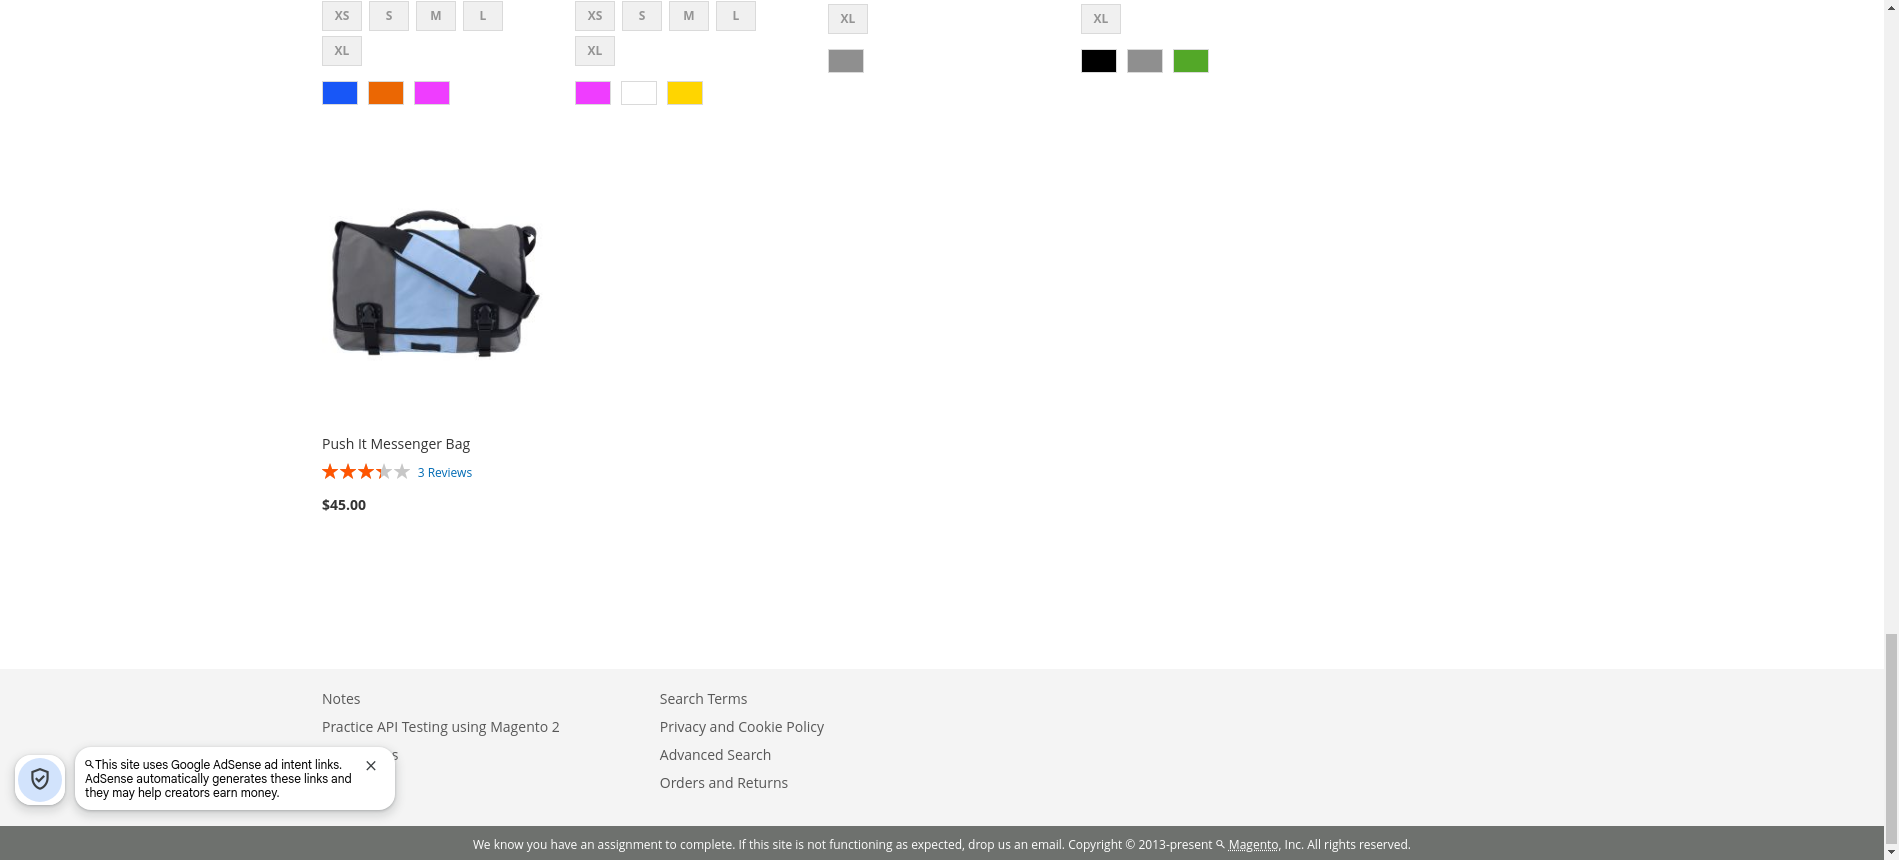 XS S M L
XL
XS S M L
XL
XL
XL
Push It Messenger Bag
3 Reviews
$45.00
Notes
Practice API Testing using Magento 2
s
Search Terms
Privacy and Cookie Policy
Advanced Search
Orders and Returns
This site uses Google AdSense ad intent links.
AdSense automatically generates these links and
they may help creators earn money.
We know you have an assignment to complete. If this site is not functioning as expected, drop us an email. Copyright © 2013-present Magento, Inc. All rights reserved.